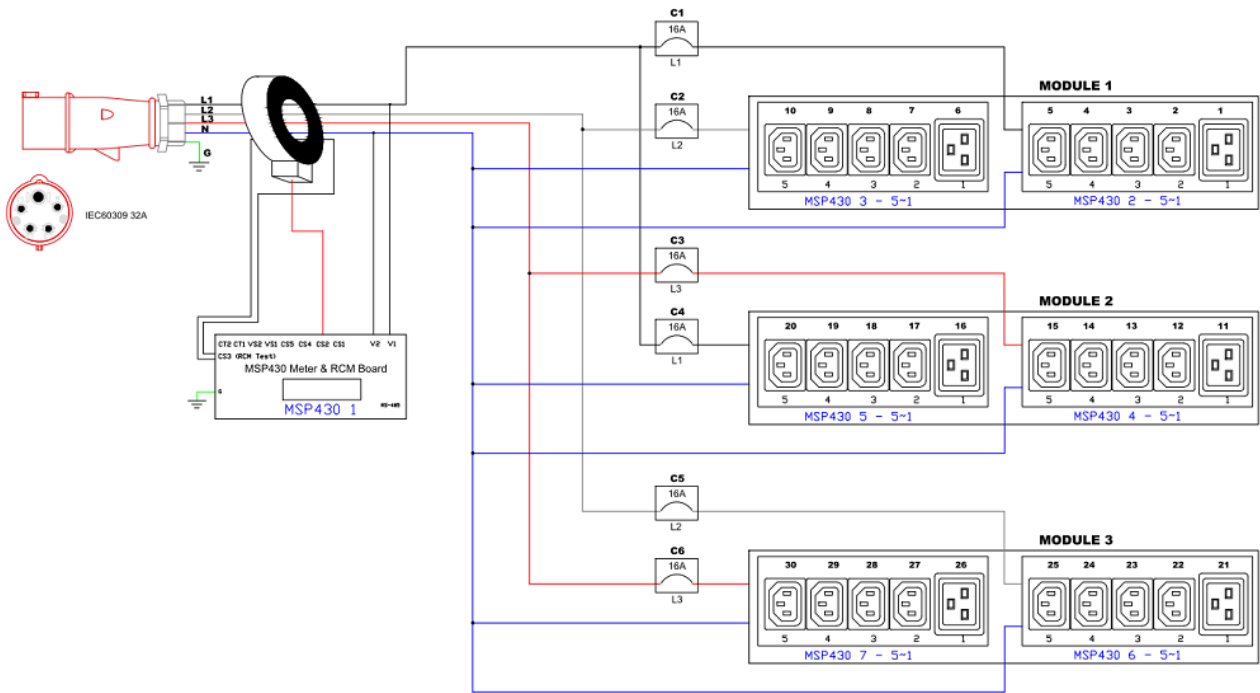 C1
16A
L1
C2
16A
L2
L1
L2
L3
N
G
IEC60309 32A
MODULE 1
10 9 8 7 6 5 4 3 2 1
5 4 3 2 1 5 4 3 2 1
MSP430 3 - 5~1 MSP430 2 - 5~1
C3
16A
L3
C4
16A
L1
MODULE 2
20 19 18 17 16 15 14 13 12 11
5 4 3 2 1 5 4 3 2 1
MSP430 5 - 5~1 MSP430 4 - 5~1
CT2 CT1 VS2 VS1 CS5 CS4 CS2 CS1 V2 V1
CS3 (RCM Test)
MSP430 Meter & RCM Board
G
MSP430 1 RS-485
C5
16A
L2
C6
16A
L3
MODULE 3
30 29 28 27 26 25 24 23 22 21
5 4 3 2 1 5 4 3 2 1
MSP430 7 - 5~1 MSP430 6 - 5~1